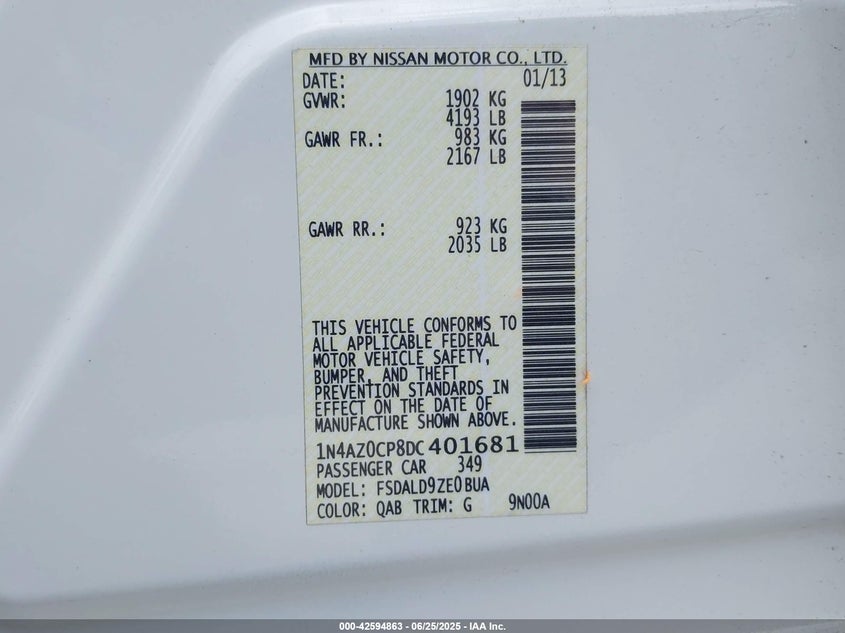 MFD BY NISSAN MOTOR CO., LTD.
DATE: 01/13
GVWR: 1902 KG
4193 LB
GAWR FR.: 983 KG
2167 LB
GAWR RR.: 923 KG
2035 LB
THIS VEHICLE CONFORMS TO
ALL APPLICABLE FEDERAL
MOTOR VEHICLE SAFETY,
BUMPER, AND THEFT
PREVENTION STANDARDS IN
EFFECT ON THE DATE OF
MANUFACTURE SHOWN ABOVE.
1N4AZ0CP8DC401681
PASSENGER CAR 349
MODEL: FSDALD9ZE0BUA
COLOR: QAB TRIM: G 9N00A
000-42594863 - 06/25/2025 - IAA Inc.